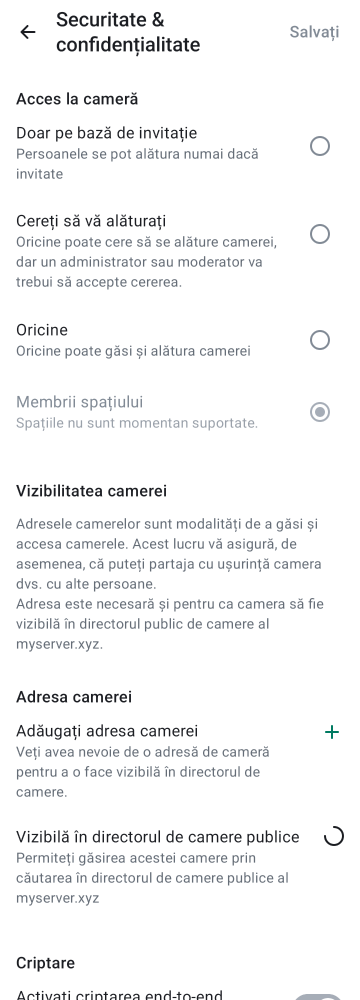 Securitate &
confidențialitate
Salvați
Acces la cameră
Doar pe bază de invitație
Persoanele se pot alătura numai dacă
invitate
Cereți să vă alăturați
Oricine poate cere să se alăture camerei,
dar un administrator sau moderator va
trebui să accepte cererea.
Oricine
Oricine poate găsi și alătura camerei
Membrii spațiului
Spațiile nu sunt momentan suportate.
Vizibilitatea camerei
Adresele camerelor sunt modalități de a găsi și
accesa camerele. Acest lucru vă asigură, de
asemenea, că puteți partaja cu ușurință camera
dvs. cu alte persoane.
Adresa este necesară și pentru ca camera să fie
vizibilă în directorul public de camere al
myserver.xyz.
Adresa camerei
Adăugați adresa camerei
Veți avea nevoie de o adresă de cameră
pentru a o face vizibilă în directorul de
camere.
Vizibilă în directorul de camere publice
Permiteți găsirea acestei camere prin
căutarea în directorul de camere publice al
myserver.xyz
Criptare
Activați criptarea end-to-end